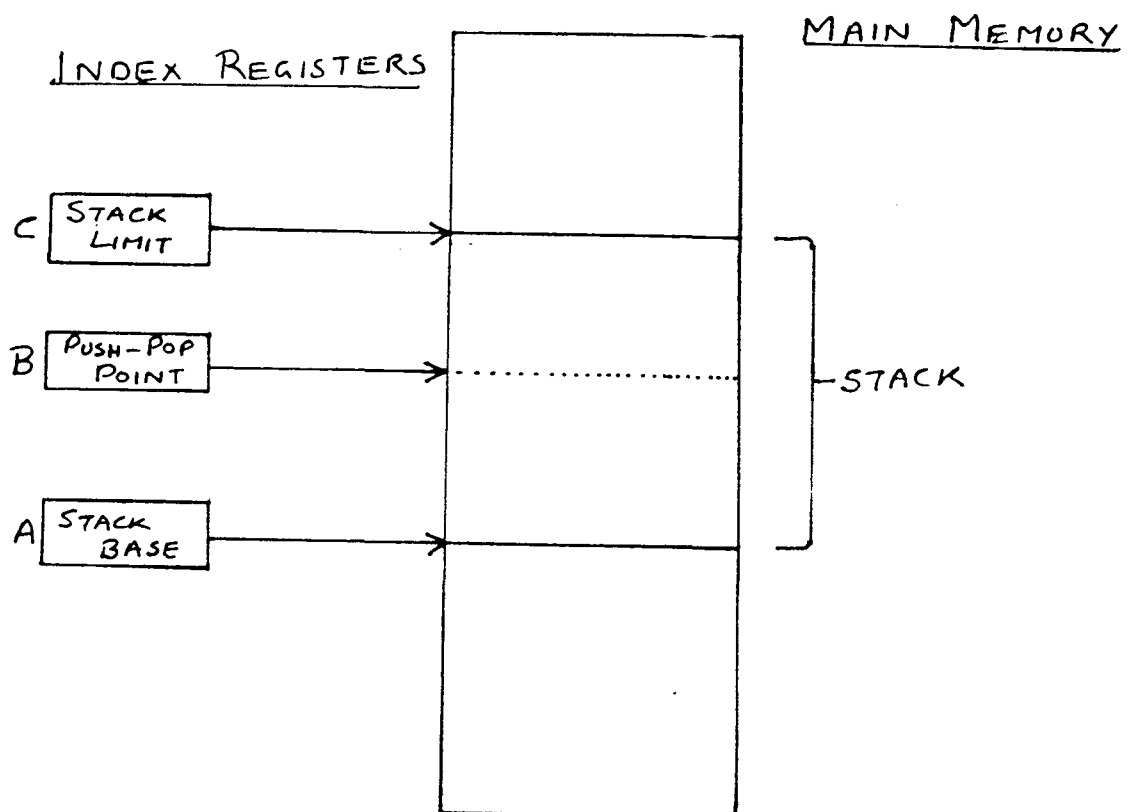 MAIN MEMORY
INDEX REGISTERS
C
STACK
LIMIT
B
PUSH-POP
POINT
STACK
A
STACK
BASE